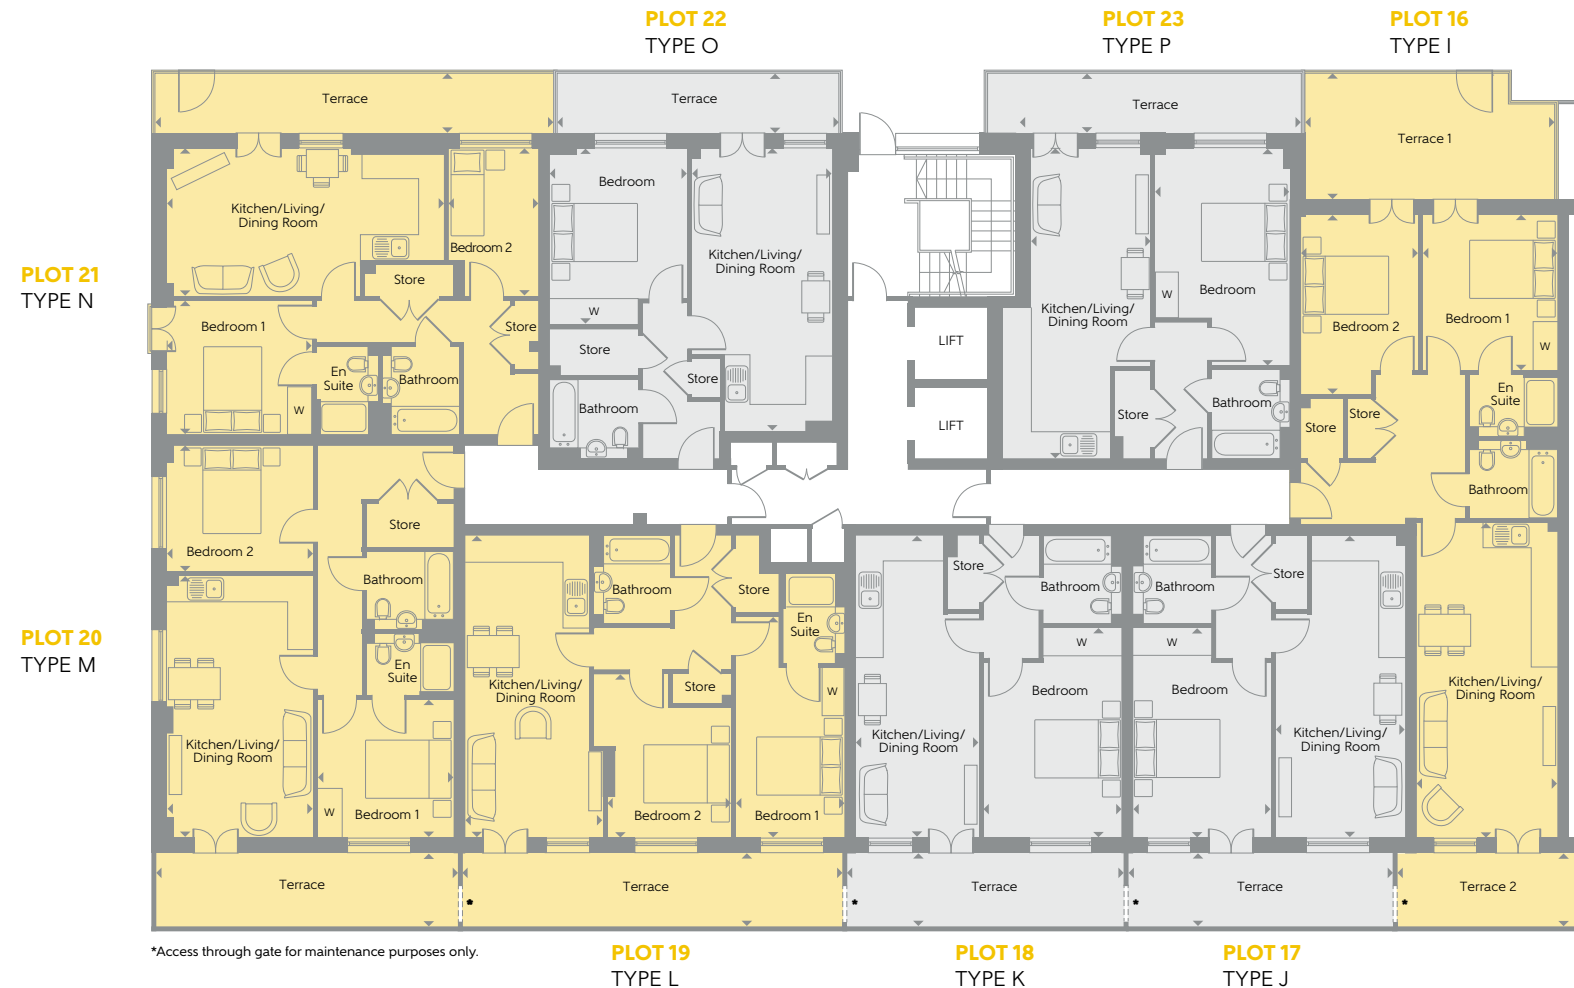 PLOT 22
TYPE O
PLOT 23
TYPE P
PLOT 16
TYPE I
Terrace
Terrace
Terrace
Terrace 1
PLOT 21
TYPE N
Kitchen/Living/
Dining Room
Bedroom 2
Store
Store
Bedroom 1
En
Suite
Bathroom
W
Bedroom
W
Store
Store
Bathroom
Kitchen/Living/
Dining Room
LIFT
LIFT
Kitchen/Living/
Dining Room
W
Bedroom
Store
Bathroom
Bedroom 2
Bedroom 1
W
En
Suite
Store
Store
Bathroom
Kitchen/Living/
Dining Room
PLOT 20
TYPE M
Bedroom 2
Store
Bathroom
En
Suite
Kitchen/Living/
Dining Room
W
Bedroom 1
Bathroom
Store
En
Suite
Kitchen/Living/
Dining Room
Store
W
Bedroom 2
Bedroom 1
Store
Bathroom
W
Bedroom
Kitchen/Living/
Dining Room
Bathroom
Store
W
Bedroom
Kitchen/Living/
Dining Room
Terrace
*
Terrace
*
Terrace
*
Terrace
*
Terrace 2
*Access through gate for maintenance purposes only.
PLOT 19
TYPE L
PLOT 18
TYPE K
PLOT 17
TYPE J